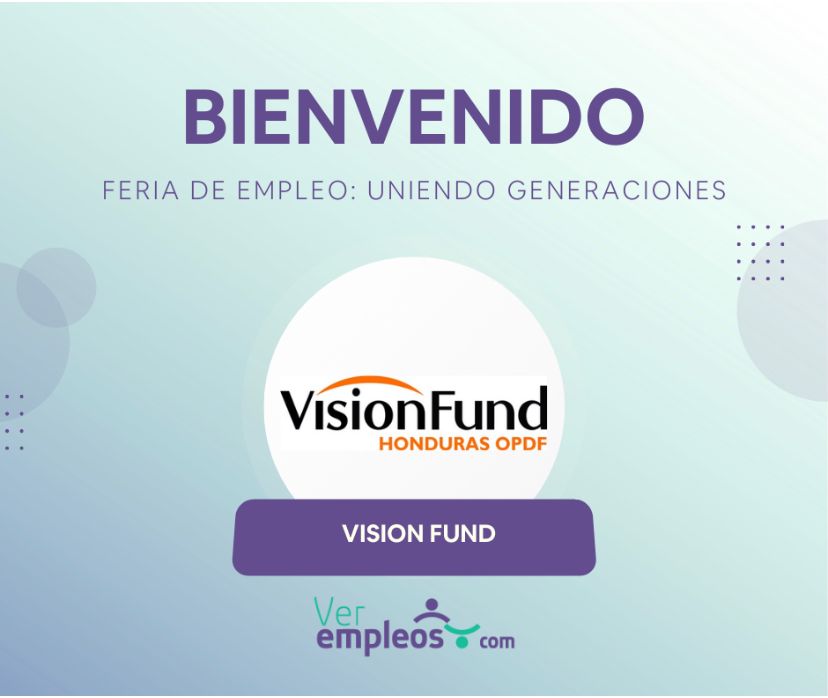 BIENVENIDO
FERIA DE EMPLEO: UNIENDO GENERACIONES
VisionFund
HONDURAS OPDF
VISION FUND
Ver
empleos.com